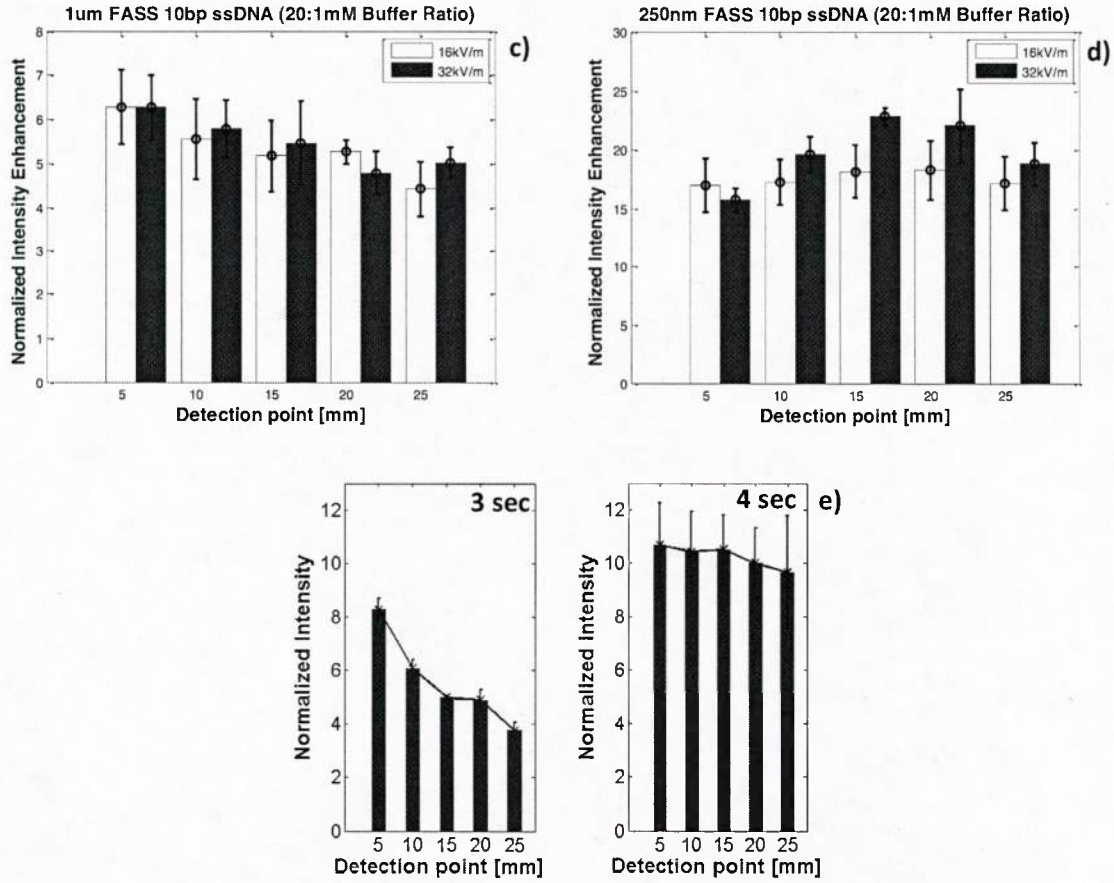 1um FASS 10bp ssDNA (20:1mM Buffer Ratio)
c)
16kV/m
32kV/m
Normalized Intensity Enhancement
8
7
6
5
4
3
2
1
0
5 10 15 20 25
Detection point [mm]
250nm FASS 10bp ssDNA (20:1mM Buffer Ratio)
d)
16kV/m
32kV/m
Normalized Intensity Enhancement
30
25
20
15
10
5
0
5 10 15 20 25
Detection point [mm]
3 sec
Normalized Intensity
12
10
8
6
4
2
0
5 10 15 20 25
Detection point [mm]
4 sec
e)
Normalized Intensity
12
10
8
6
4
2
0
5 10 15 20 25
Detection point [mm]